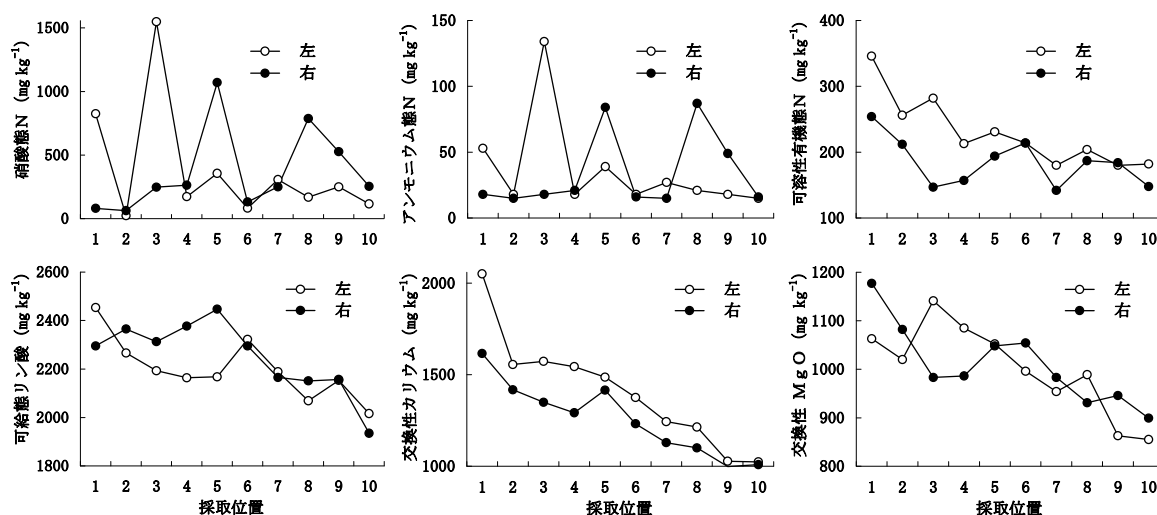 硝酸態N (mg kg⁻¹)
1500
1000
500
0
左
右
1 2 3 4 5 6 7 8 9 10
アンモニウム態N (mg kg⁻¹)
150
100
50
0
左
右
1 2 3 4 5 6 7 8 9 10
可溶性有機態N (mg kg⁻¹)
400
300
200
100
左
右
1 2 3 4 5 6 7 8 9 10
可給態リン酸 (mg kg⁻¹)
2600
2400
2200
2000
1800
左
右
1 2 3 4 5 6 7 8 9 10
採取位置
交換性カリウム (mg kg⁻¹)
2000
1500
1000
左
右
1 2 3 4 5 6 7 8 9 10
採取位置
交換性 MgO (mg kg⁻¹)
1200
1100
1000
900
800
左
右
1 2 3 4 5 6 7 8 9 10
採取位置